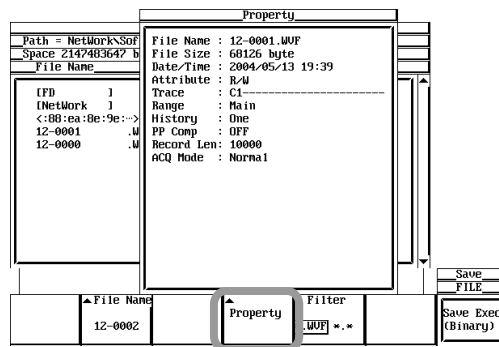 Property
Path = NetWork\Sof
Space 2147483647 b
File Name
[FD ]
[NetWork ]
<:88:ea:8e:9e:…>
12-0001 .W
12-0000 .W
File Name : 12-0001.WVF
File Size : 68126 byte
Date/Time : 2004/05/13 19:39
Attribute : R/W
Trace : C1-----------------------
Range : Main
History : One
PP Comp : OFF
Record Len: 10000
ACQ Mode : Normal
Save
FILE
File Name
12-0002
Property
Filter
.WVF *.*
Save Exec
(Binary)